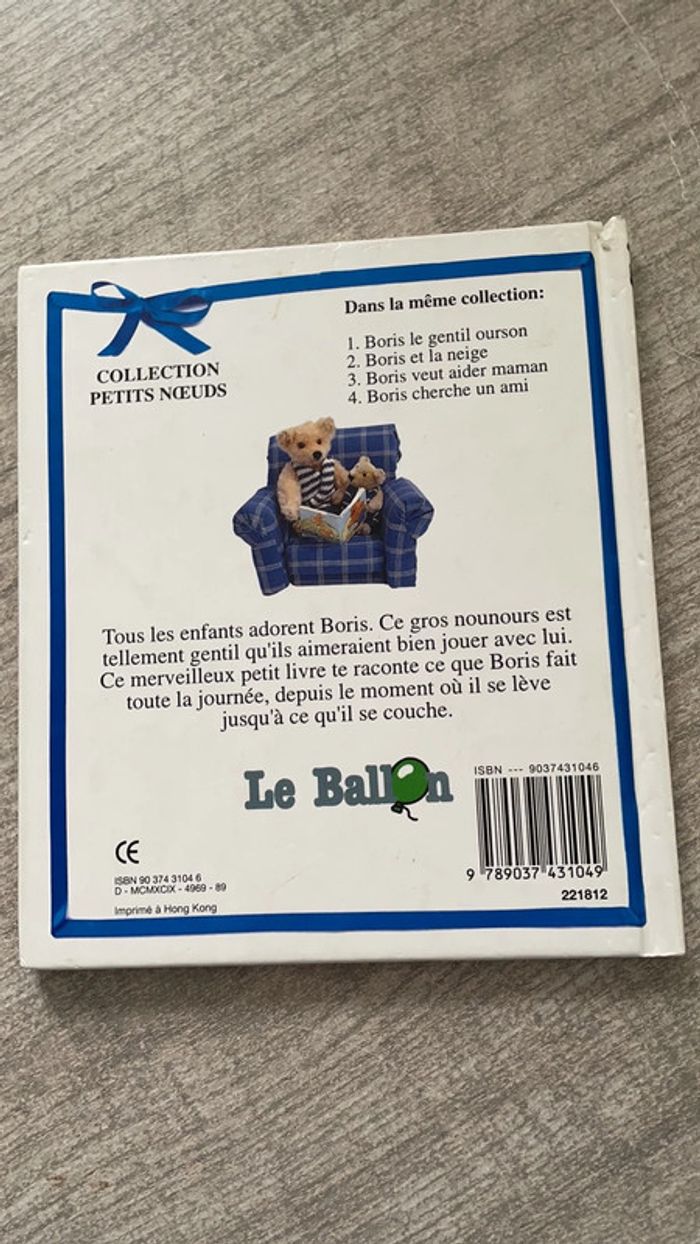 Dans la même collection:
1. Boris le gentil ourson
2. Boris et la neige
3. Boris veut aider maman
4. Boris cherche un ami
COLLECTION
PETITS NŒUDS
Tous les enfants adorent Boris. Ce gros nounours est
tellement gentil qu'ils aimeraient bien jouer avec lui.
Ce merveilleux petit livre te raconte ce que Boris fait
toute la journée, depuis le moment où il se lève
jusqu'à ce qu'il se couche.
Le Ballon
ISBN --- 9037431046
9 789037 431049
221812
CE
ISBN 90 374 3104 6
D - MCMXCIX - 4969 - 89
Imprimé à Hong Kong